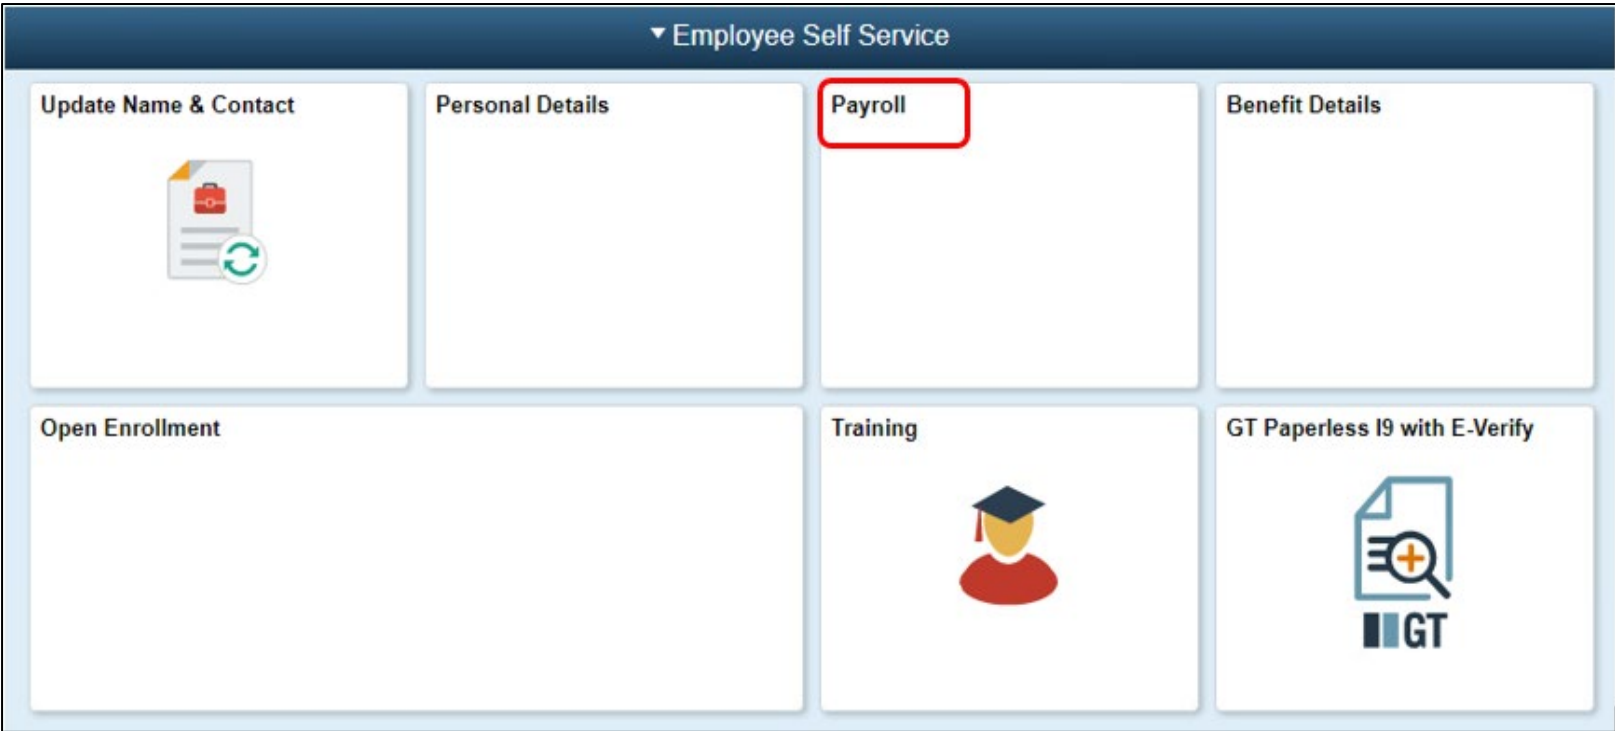 Employee Self Service
Update Name & Contact
Personal Details
Payroll
Benefit Details
Open Enrollment
Training
GT Paperless I9 with E-Verify
GT